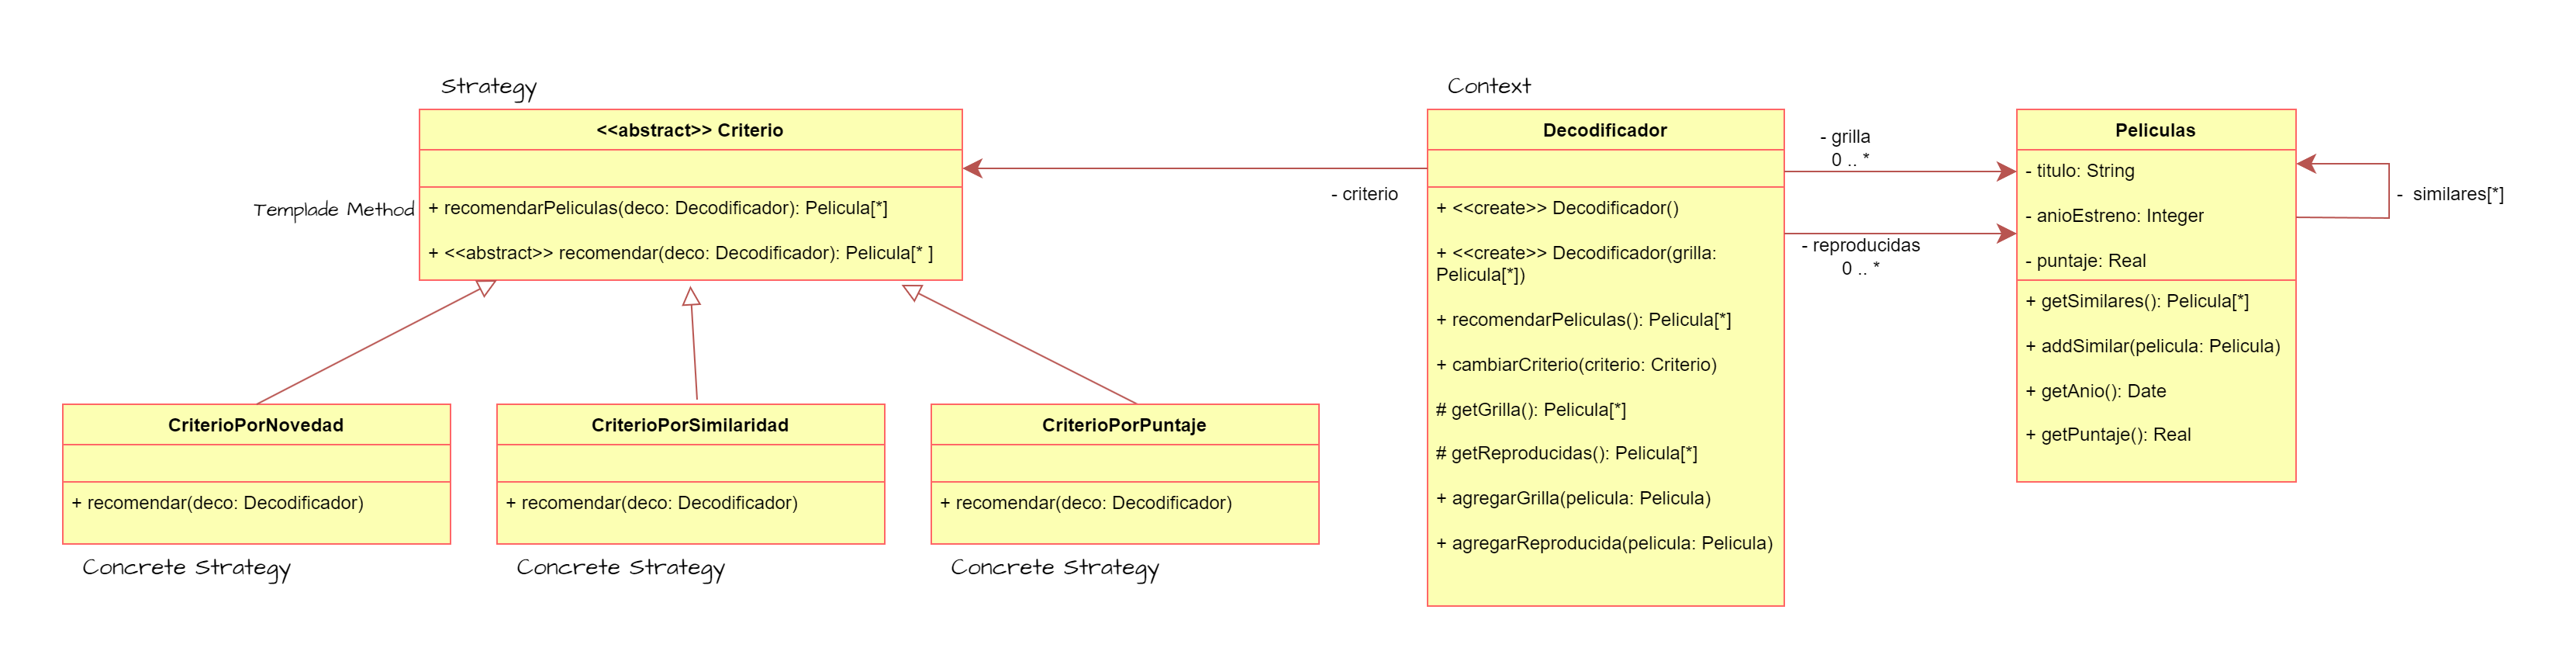 Strategy
<<abstract>> Criterio
Templade Method
+ recomendarPeliculas(deco: Decodificador): Pelicula[*]
+ <<abstract>> recomendar(deco: Decodificador): Pelicula[* ]
CriterioPorNovedad
+ recomendar(deco: Decodificador)
Concrete Strategy
CriterioPorSimilaridad
+ recomendar(deco: Decodificador)
Concrete Strategy
CriterioPorPuntaje
+ recomendar(deco: Decodificador)
Concrete Strategy
- criterio
Context
Decodificador
+ <<create>> Decodificador()
+ <<create>> Decodificador(grilla:
Pelicula[*])
+ recomendarPeliculas(): Pelicula[*]
+ cambiarCriterio(criterio: Criterio)
# getGrilla(): Pelicula[*]
# getReproducidas(): Pelicula[*]
+ agregarGrilla(pelicula: Pelicula)
+ agregarReproducida(pelicula: Pelicula)
- grilla
0 .. *
- reproducidas
0 .. *
Peliculas
- titulo: String
- anioEstreno: Integer
- puntaje: Real
+ getSimilares(): Pelicula[*]
+ addSimilar(pelicula: Pelicula)
+ getAnio(): Date
+ getPuntaje(): Real
- similares[*]